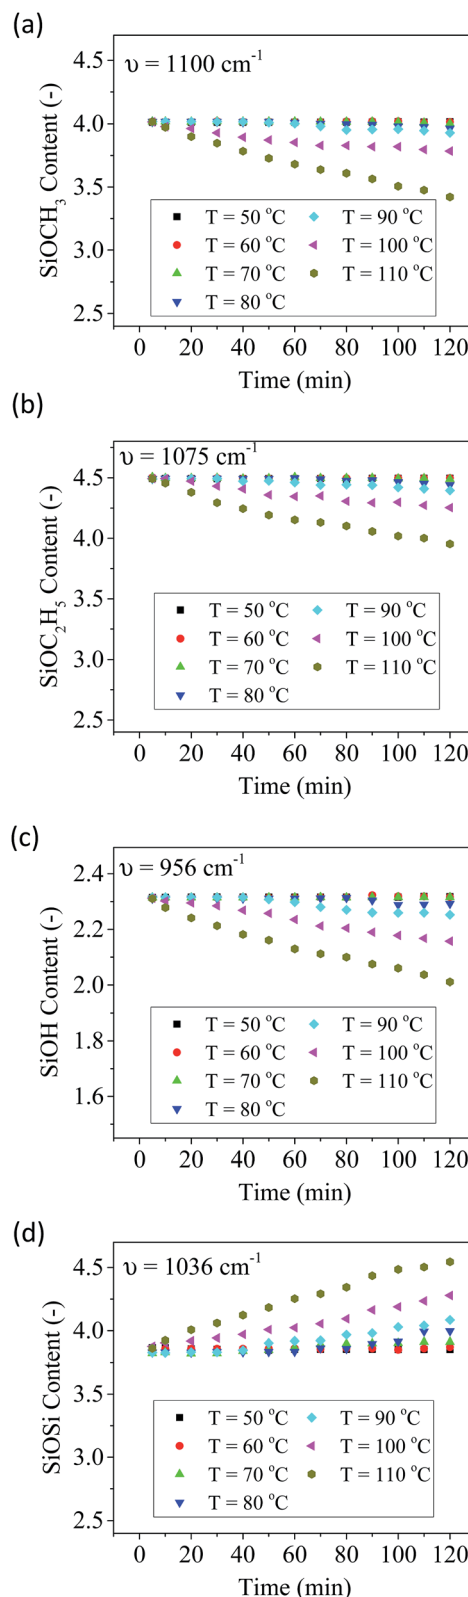 (a)
υ = 1100 cm⁻¹
4.5
4.0
3.5
3.0
2.5
SiOCH₃ Content (-)
T = 50 °C
T = 90 °C
T = 60 °C
T = 100 °C
T = 70 °C
T = 110 °C
T = 80 °C
0 20 40 60 80 100 120
Time (min)
(b)
υ = 1075 cm⁻¹
4.5
4.0
3.5
3.0
2.5
SiOC₂H₅ Content (-)
T = 50 °C
T = 90 °C
T = 60 °C
T = 100 °C
T = 70 °C
T = 110 °C
T = 80 °C
0 20 40 60 80 100 120
Time (min)
(c)
υ = 956 cm⁻¹
2.4
2.2
2.0
1.8
1.6
SiOH Content (-)
T = 50 °C
T = 90 °C
T = 60 °C
T = 100 °C
T = 70 °C
T = 110 °C
T = 80 °C
0 20 40 60 80 100 120
Time (min)
(d)
υ = 1036 cm⁻¹
4.5
4.0
3.5
3.0
2.5
SiOSi Content (-)
T = 50 °C
T = 90 °C
T = 60 °C
T = 100 °C
T = 70 °C
T = 110 °C
T = 80 °C
0 20 40 60 80 100 120
Time (min)